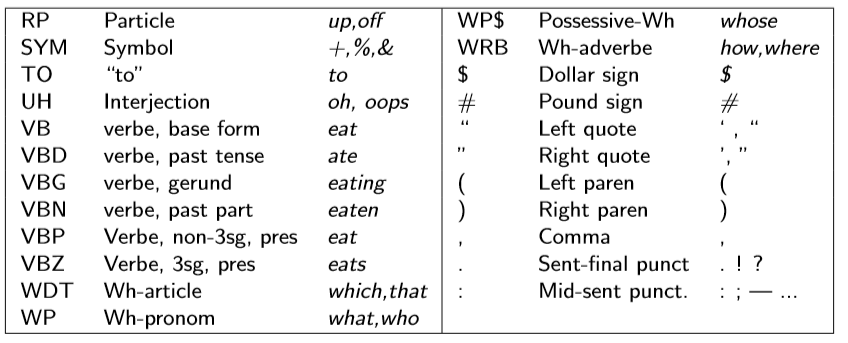 RP Particle up,off WP$ Possessive-Wh whose
SYM Symbol +,%,& WRB Wh-adverbe how,where
TO “to” to $ Dollar sign $
UH Interjection oh, oops # Pound sign #
VB verbe, base form eat “ Left quote ‘ , “
VBD verbe, past tense ate ” Right quote ’, ”
VBG verbe, gerund eating ( Left paren (
VBN verbe, past part eaten ) Right paren )
VBP Verbe, non-3sg, pres eat , Comma ,
VBZ Verbe, 3sg, pres eats . Sent-final punct . ! ?
WDT Wh-article which,that : Mid-sent punct. : ; — ...
WP Wh-pronom what,who